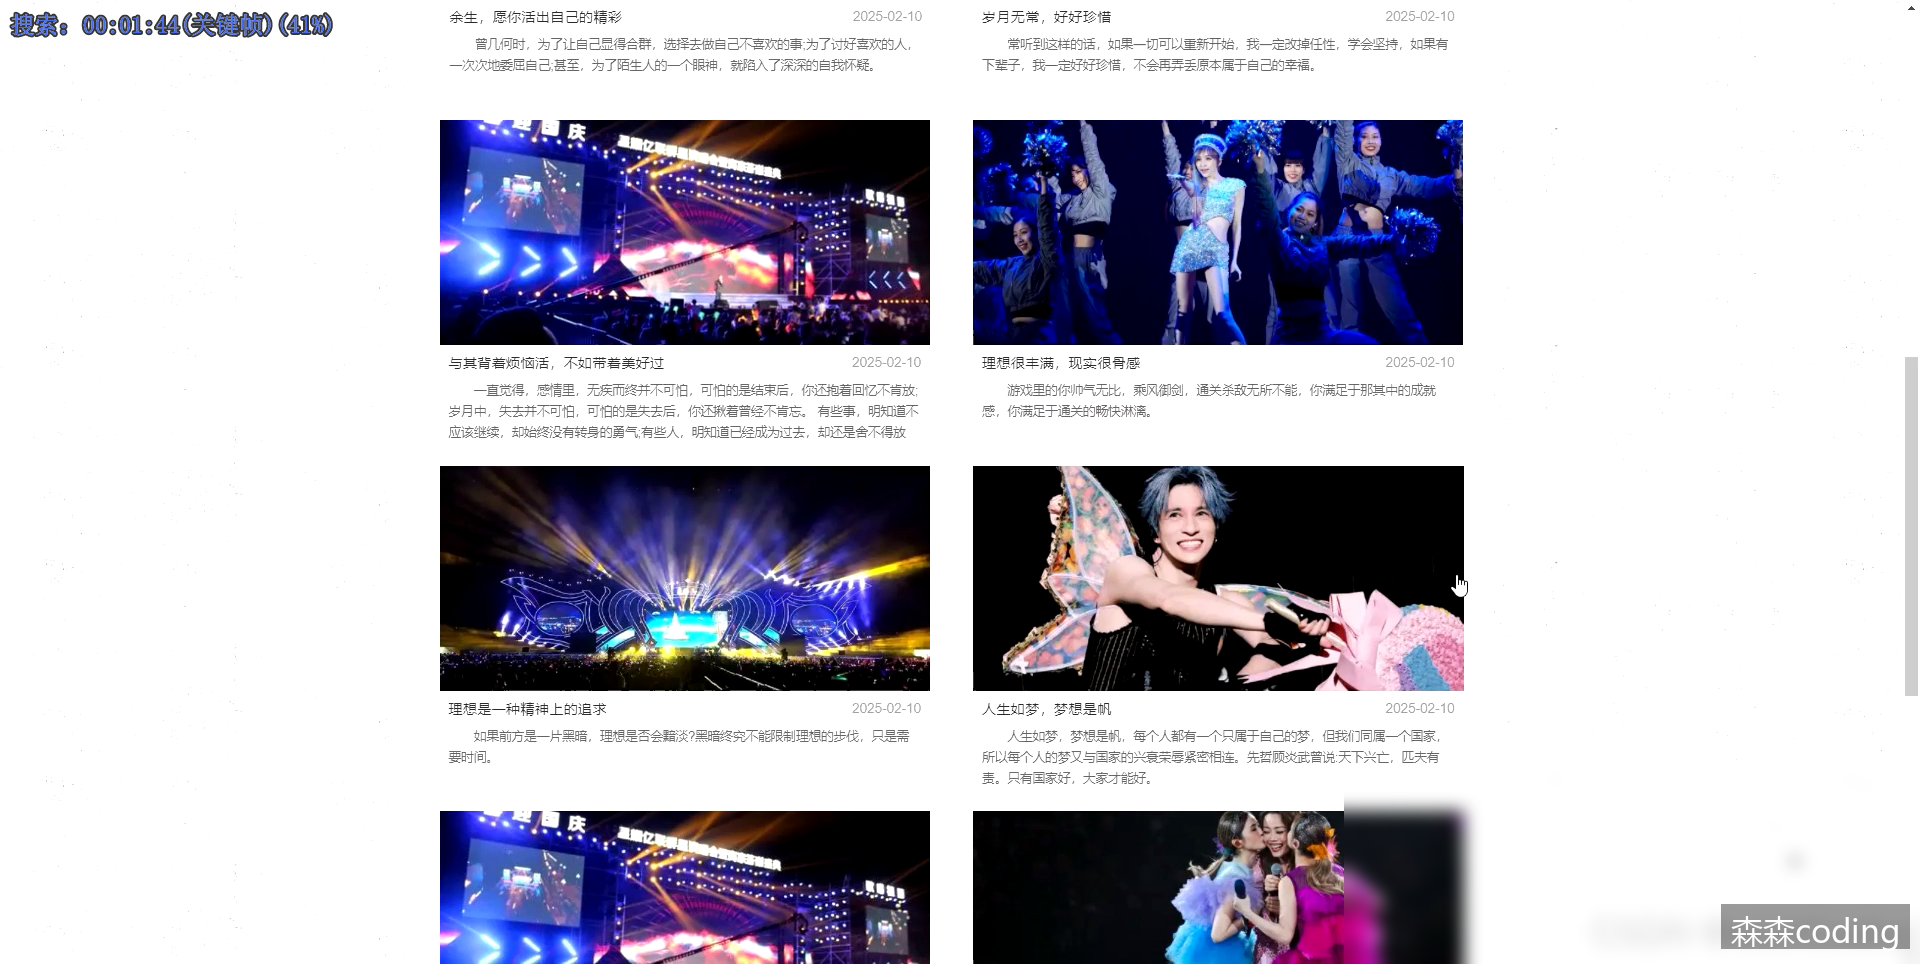 搜索: 00:01:44(关键帧)(41%)
余生，愿你活出自己的精彩 2025-02-10
曾几何时，为了让自己显得合群，选择去做自己不喜欢的事;为了讨好喜欢的人，
一次次地委屈自己;甚至，为了陌生人的一个眼神，就陷入了深深的自我怀疑。
岁月无常，好好珍惜 2025-02-10
常听到这样的话，如果一切可以重新开始，我一定改掉任性，学会坚持，如果有
下辈子，我一定好好珍惜，不会再弄丢原本属于自己的幸福。
迎国庆
与其背着烦恼活，不如带着美好过 2025-02-10
一直觉得，感情里，无疾而终并不可怕，可怕的是结束后，你还抱着回忆不肯放;
岁月中，失去并不可怕，可怕的是失去后，你还揪着曾经不肯忘。 有些事，明知道不
应该继续，却始终没有转身的勇气;有些人，明知道已经成为过去，却还是舍不得放
理想很丰满，现实很骨感 2025-02-10
游戏里的你帅气无比，乘风御剑，通关杀敌无所不能，你满足于那其中的成就
感，你满足于通关的畅快淋漓。
理想是一种精神上的追求 2025-02-10
如果前方是一片黑暗，理想是否会黯淡?黑暗终究不能限制理想的步伐，只是需
要时间。
人生如梦，梦想是帆 2025-02-10
人生如梦，梦想是帆，每个人都有一个只属于自己的梦，但我们同属一个国家，
所以每个人的梦又与国家的兴衰荣辱紧密相连。先哲顾炎武曾说:天下兴亡，匹夫有
责。只有国家好，大家才能好。
迎国庆
森森coding